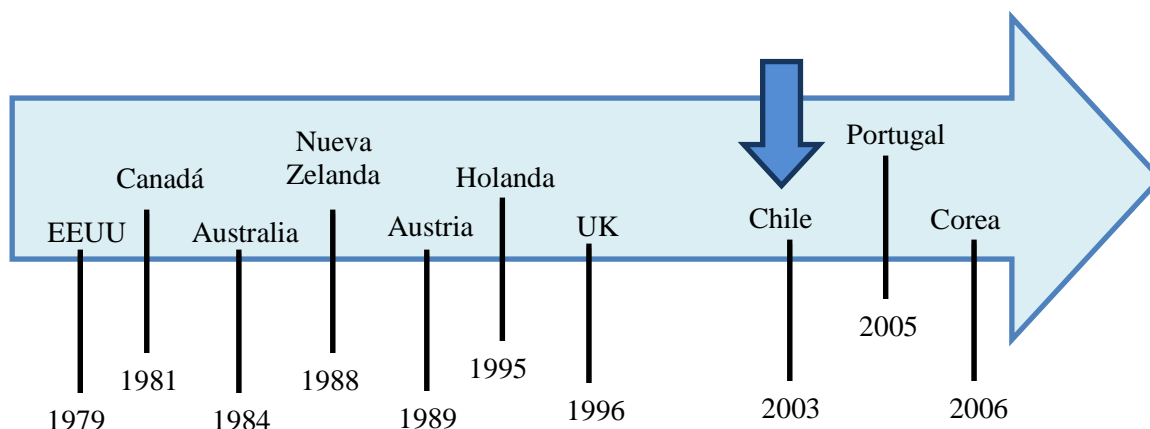 EEUU
1979
Canadá
1981
Australia
1984
Nueva
Zelanda
1988
Austria
1989
Holanda
1995
UK
1996
Chile
2003
Portugal
2005
Corea
2006